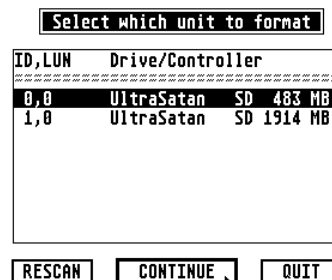 Select which unit to format
ID,LUN Drive/Controller
0,0 UltraSatan SD 483 MB
1,0 UltraSatan SD 1914 MB
RESCAN CONTINUE QUIT